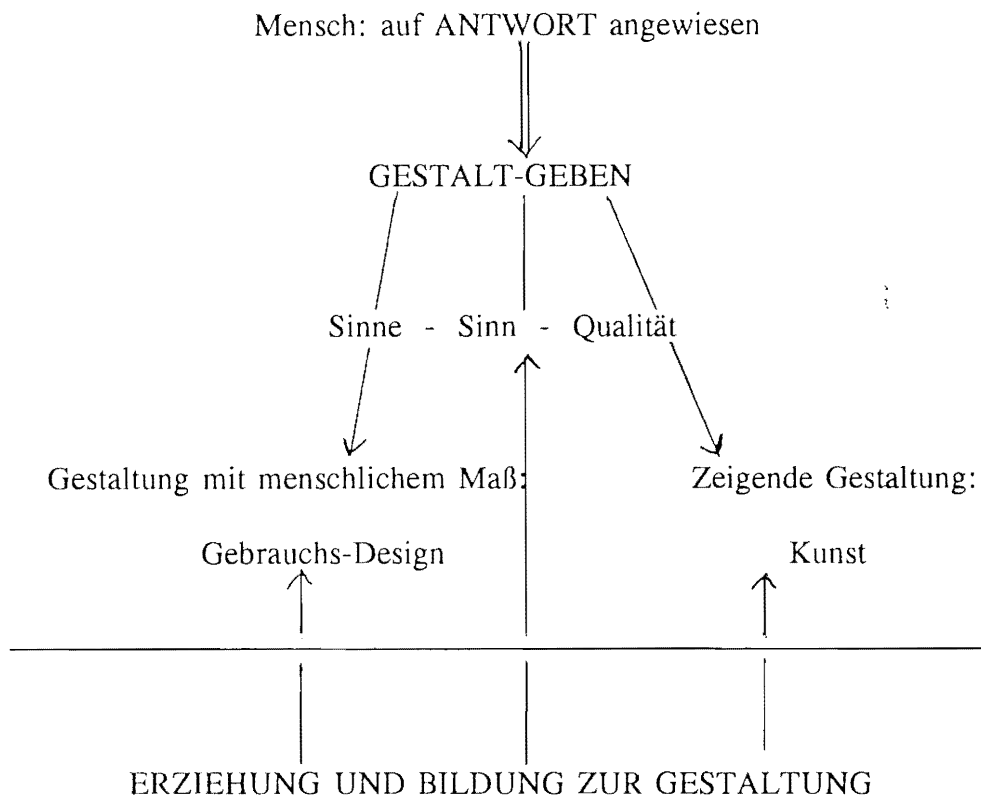 Mensch: auf ANTWORT angewiesen
GESTALT-GEBEN
Sinne - Sinn - Qualität
Gestaltung mit menschlichem Maß:
Zeigende Gestaltung:
Gebrauchs-Design
Kunst
ERZIEHUNG UND BILDUNG ZUR GESTALTUNG